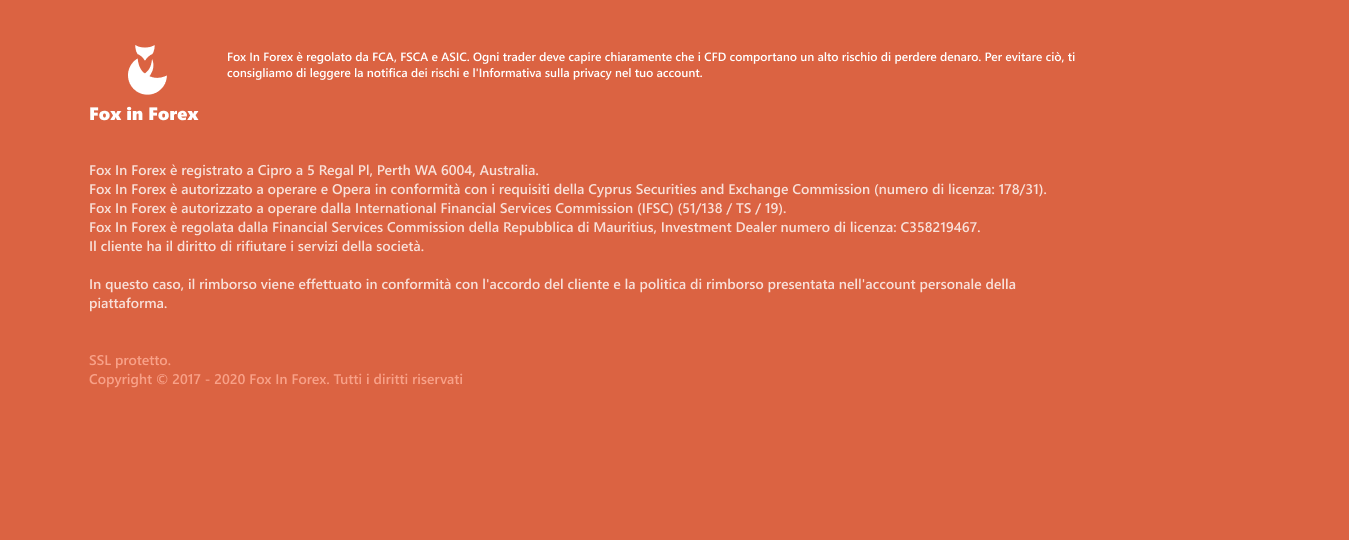 Fox In Forex è regolato da FCA, FSCA e ASIC. Ogni trader deve capire chiaramente che i CFD comportano un alto rischio di perdere denaro. Per evitare ciò, ti
consigliamo di leggere la notifica dei rischi e l'Informativa sulla privacy nel tuo account.
Fox in Forex
Fox In Forex è registrato a Cipro a 5 Regal Pl, Perth WA 6004, Australia.
Fox In Forex è autorizzato a operare e Opera in conformità con i requisiti della Cyprus Securities and Exchange Commission (numero di licenza: 178/31).
Fox In Forex è autorizzato a operare dalla International Financial Services Commission (IFSC) (51/138 / TS / 19).
Fox In Forex è regolata dalla Financial Services Commission della Repubblica di Mauritius, Investment Dealer numero di licenza: C358219467.
Il cliente ha il diritto di rifiutare i servizi della società.
In questo caso, il rimborso viene effettuato in conformità con l'accordo del cliente e la politica di rimborso presentata nell'account personale della
piattaforma.
SSL protetto.
Copyright © 2017 - 2020 Fox In Forex. Tutti i diritti riservati